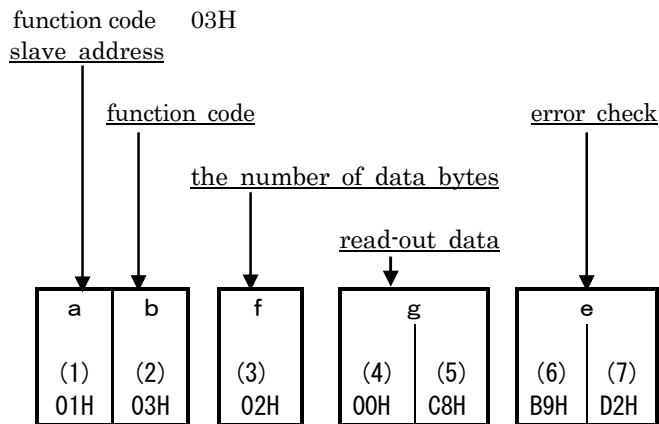 function code 03H
slave address
function code error check
the number of data bytes
read-out data
a b f g e
(1) (2) (3) (4) (5) (6) (7)
01H 03H 02H 00H C8H B9H D2H